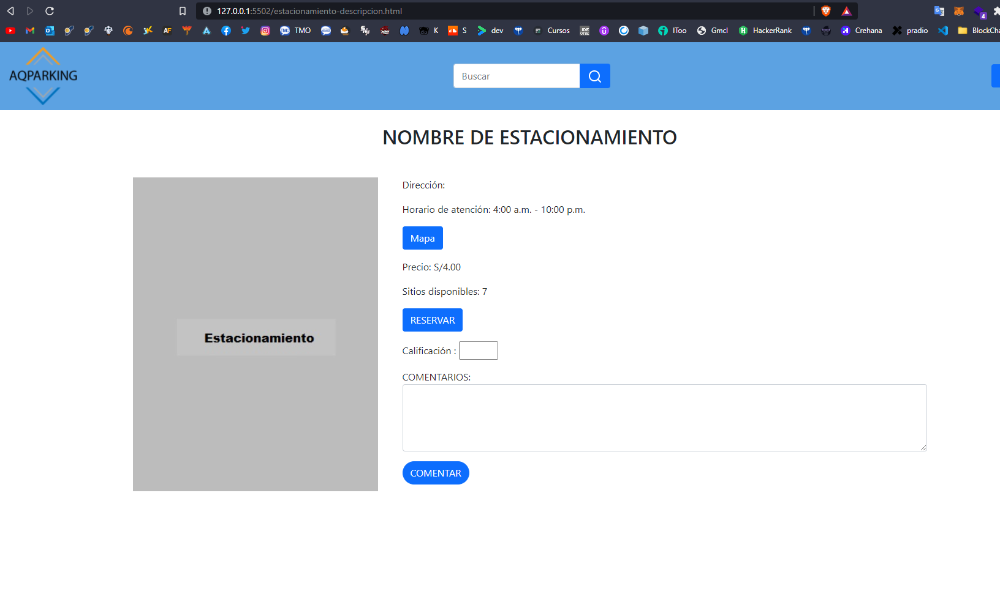 127.0.0.1:5502/estacionamiento-descripcion.html
TMO K S dev Cursos IToo Gmcl HackerRank Crehana pradio BlockCha
AQPARKING
Buscar
NOMBRE DE ESTACIONAMIENTO
Estacionamiento
Dirección:
Horario de atención: 4:00 a.m. - 10:00 p.m.
Mapa
Precio: S/4.00
Sitios disponibles: 7
RESERVAR
Calificación :
COMENTARIOS:
COMENTAR